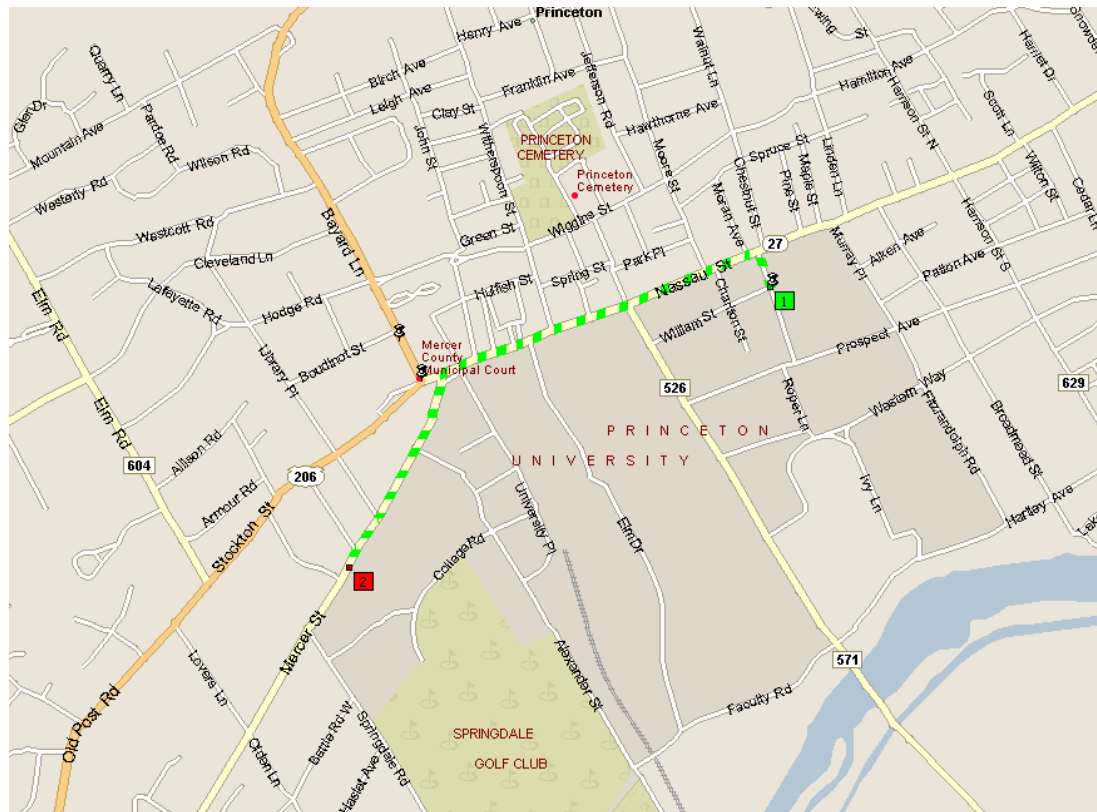 Princeton
Henry Ave
Birch Ave
Leigh Ave
Clay St
Franklin Ave
Jefferson Rd
Walnut Ln
St
Hamilton Ave
Harris Dr
Snowden
Quarry Ln
Glen Dr
Mountain Ave
Pardoe Rd
Wilson Rd
John St
Witherspoon St
PRINCETON
CEMETERY
Princeton
Cemetery
Hawthorne Ave
Moore St
Spruce St
Chestnut St
Pine St
Maple St
Linden Ln
Harrison St N
Scott Ln
Wilton St
Cedar Ln
Westerly Rd
Westcott Rd
Bayard Ln
Green St
Wiggins St
Moran Ave
27
Murray Pl
Aitken Ave
Harrison St S
Patton Ave
Cleveland Ln
Lafayette Rd
Hodge Rd
Elm Rd
Hulfish St
Spring St
Park Pl
Nassau St
Charlton St
William St
1
Prospect Ave
Library Pl
Boudinot St
Mercer
County
Municipal Court
526
629
Elm Rd
604
Allison Rd
206
Armour Rd
Stockton St
PRINCETON
UNIVERSITY
Roper Ln
Western Way
Fitzrandolph Rd
Broadmead St
Ivy Ln
Hartley Ave
Lake
University Pl
College Rd
Elm Dr
2
Mercer St
Lovers Ln
Old Post Rd
Olden Ln
Battle Rd W
Haslet Ave
Springdale Rd
Alexander St
571
Faculty Rd
SPRINGDALE
GOLF CLUB